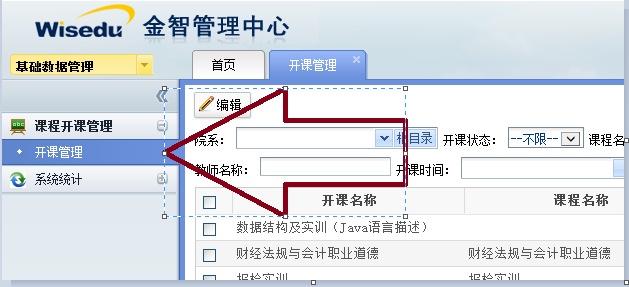 Wisedu 金智管理中心
基础数据管理
首页 开课管理
编辑
课程开课管理
院系： 根目录 开课状态： --不限-- 课程名
开课管理
教师名称： 开课时间：
系统统计
开课名称 课程名称
数据结构及实训（Java语言描述）
财经法规与会计职业道德 财经法规与会计职业道德
报检实训 报检实训